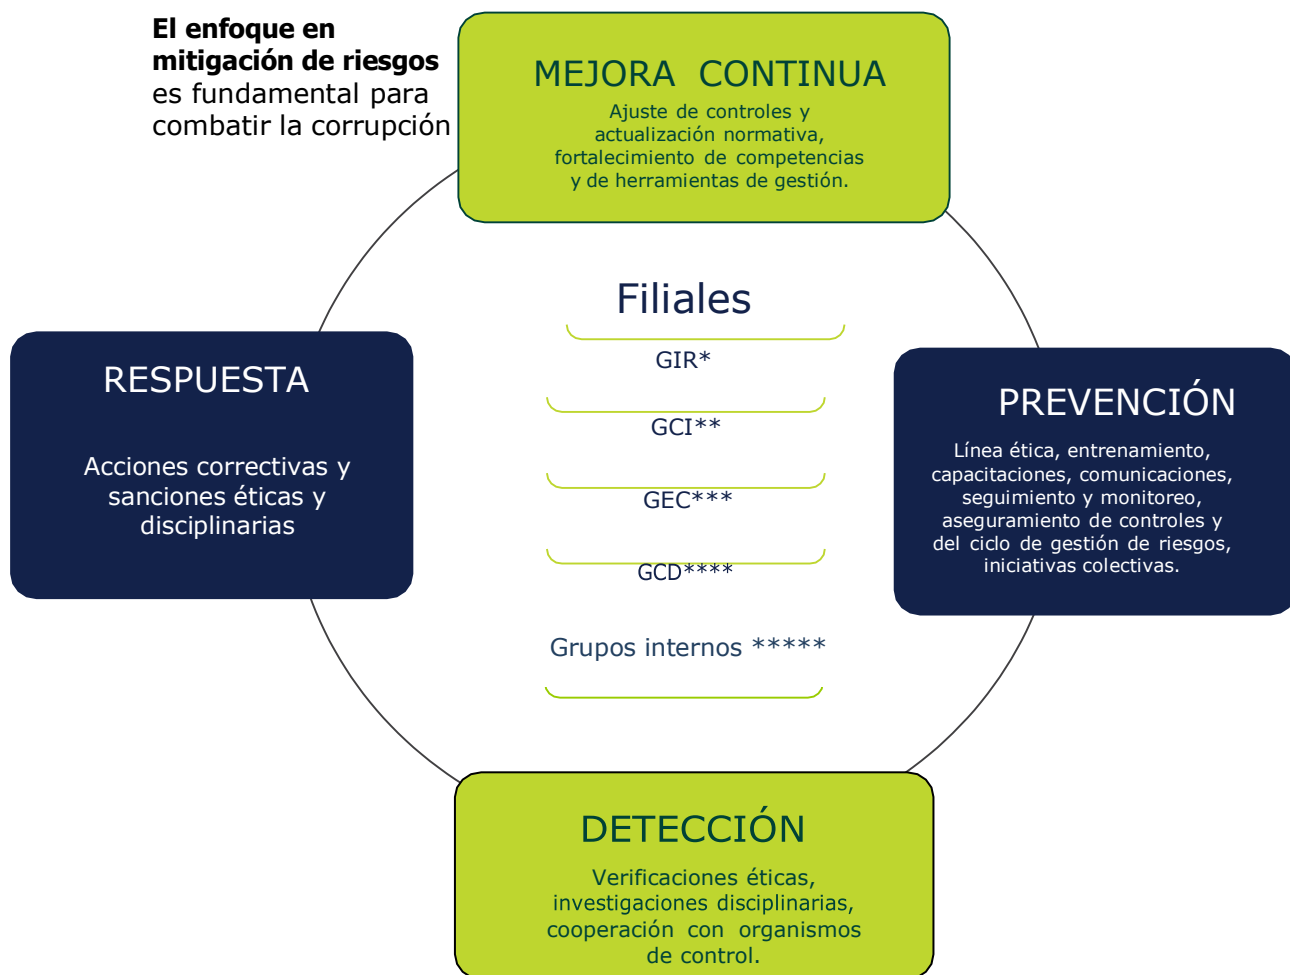 El enfoque en
mitigación de riesgos
es fundamental para
combatir la corrupción
MEJORA CONTINUA
Ajuste de controles y
actualización normativa,
fortalecimiento de competencias
y de herramientas de gestión.
Filiales
GIR*
GCI**
GEC***
GCD****
Grupos internos *****
RESPUESTA
Acciones correctivas y
sanciones éticas y
disciplinarias
PREVENCIÓN
Línea ética, entrenamiento,
capacitaciones, comunicaciones,
seguimiento y monitoreo,
aseguramiento de controles y
del ciclo de gestión de riesgos,
iniciativas colectivas.
DETECCIÓN
Verificaciones éticas,
investigaciones disciplinarias,
cooperación con organismos
de control.